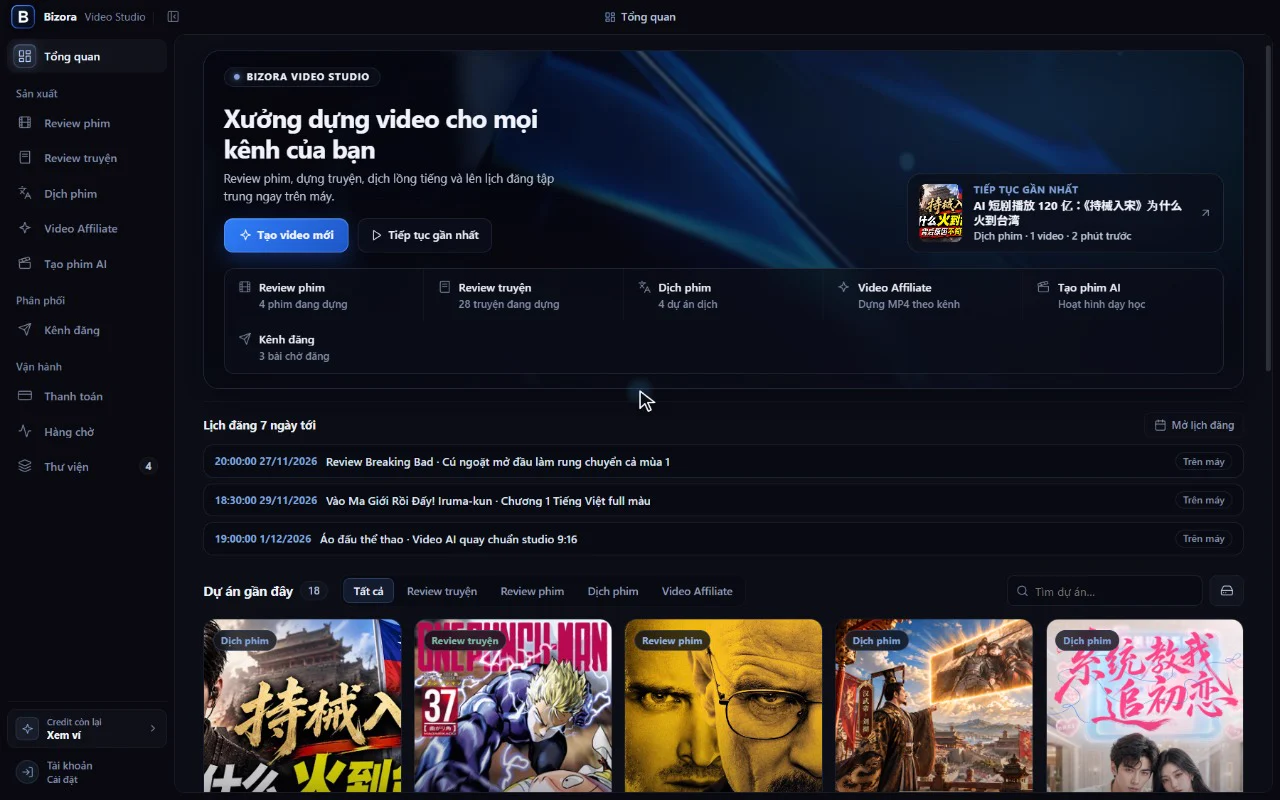 Bizora Video Studio
Tổng quan
Tổng quan
Sản xuất
Review phim
Review truyện
Dịch phim
Video Affiliate
Tạo phim AI
Phân phối
Kênh đăng
Vận hành
Thanh toán
Hàng chờ
Thư viện 4
Credit còn lại
Xem ví
Tài khoản
Cài đặt
BIZORA VIDEO STUDIO
Xưởng dựng video cho mọi
kênh của bạn
Review phim, dựng truyện, dịch lồng tiếng và lên lịch đăng tập
trung ngay trên máy.
Tạo video mới
Tiếp tục gần nhất
TIẾP TỤC GẦN NHẤT
AI 短剧播放 120 亿：《持械入宋》为什么
火到台湾
Dịch phim · 1 video · 2 phút trước
Review phim
4 phim đang dựng
Review truyện
28 truyện đang dựng
Dịch phim
4 dự án dịch
Video Affiliate
Dựng MP4 theo kênh
Tạo phim AI
Hoạt hình dạy học
Kênh đăng
3 bài chờ đăng
Lịch đăng 7 ngày tới
Mở lịch đăng
20:00:00 27/11/2026 Review Breaking Bad · Cú ngoặt mở đầu làm rung chuyển cả mùa 1 Trên máy
18:30:00 29/11/2026 Vào Ma Giới Rồi Đấy! Iruma-kun · Chương 1 Tiếng Việt full màu Trên máy
19:00:00 1/12/2026 Áo đấu thể thao · Video AI quay chuẩn studio 9:16 Trên máy
Dự án gần đây 18
Tất cả
Review truyện
Review phim
Dịch phim
Video Affiliate
Tìm dự án...
Dịch phim
持械入
什么火到台
Review truyện
ONE PUNCH-MAN
37
Review phim
Dịch phim
Dịch phim
系统教我
追初恋